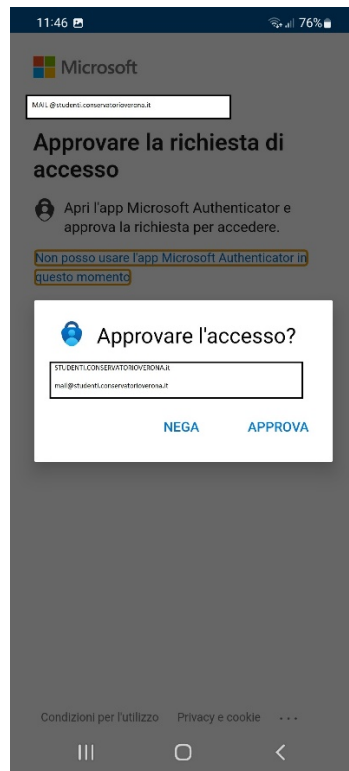 11:46 76%
Microsoft
MAIL @studenti.conservatorioverona.it
Approvare la richiesta di
accesso
Apri l'app Microsoft Authenticator e
approva la richiesta per accedere.
Non posso usare l'app Microsoft Authenticator in
questo momento
Approvare l'accesso?
STUDENTI.CONSERVATORIOVERONA.it
mail@studenti.conservatorioverona.it
NEGA APPROVA
Condizioni per l'utilizzo Privacy e cookie ...